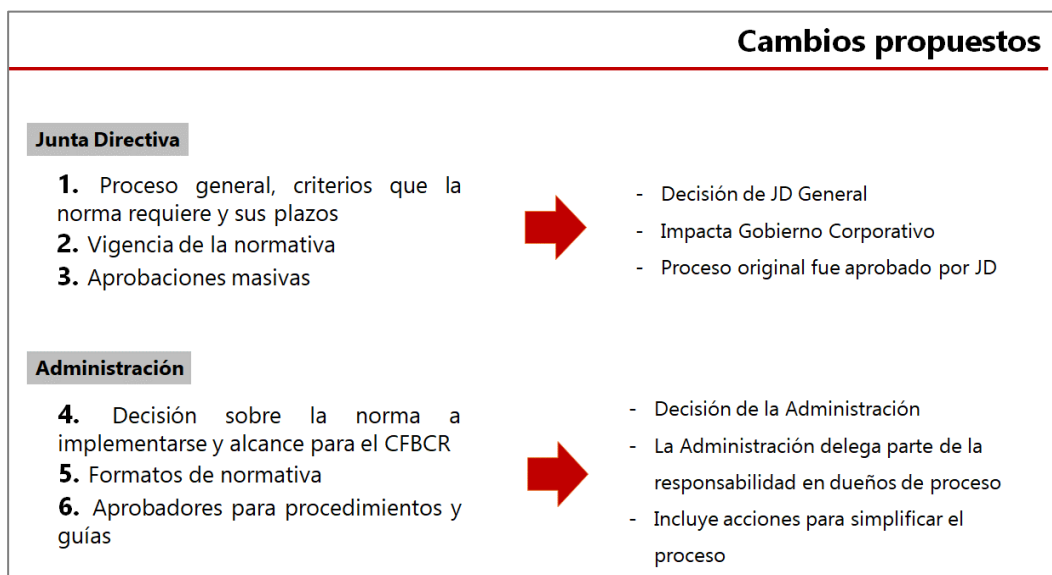 Cambios propuestos
Junta Directiva
1. Proceso general, criterios que la
norma requiere y sus plazos
2. Vigencia de la normativa
3. Aprobaciones masivas
- Decisión de JD General
- Impacta Gobierno Corporativo
- Proceso original fue aprobado por JD
Administración
4. Decisión sobre la norma a
implementarse y alcance para el CFBCR
5. Formatos de normativa
6. Aprobadores para procedimientos y
guías
- Decisión de la Administración
- La Administración delega parte de la
responsabilidad en dueños de proceso
- Incluye acciones para simplificar el
proceso